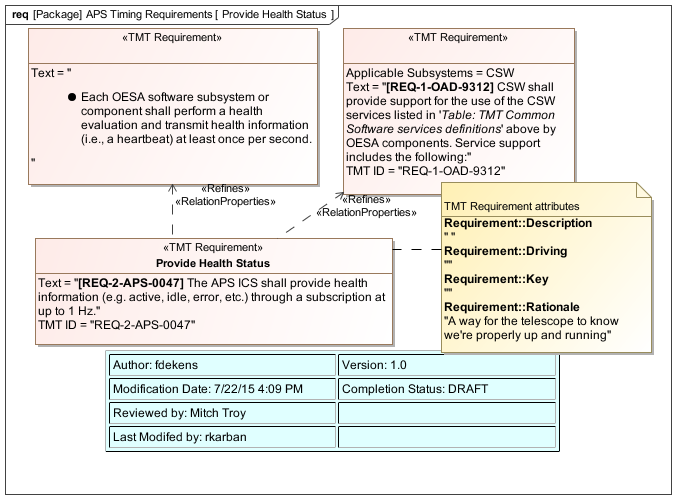 req [Package] APS Timing Requirements [ Provide Health Status ]
«TMT Requirement»
Text = "
● Each OESA software subsystem or
component shall perform a health
evaluation and transmit health information
(i.e., a heartbeat) at least once per second.
"
«TMT Requirement»
Applicable Subsystems = CSW
Text = "[REQ-1-OAD-9312] CSW shall
provide support for the use of the CSW
services listed in 'Table: TMT Common
Software services definitions' above by
OESA components. Service support
includes the following:"
TMT ID = "REQ-1-OAD-9312"
«Refines»
«RelationProperties»
«Refines»
«RelationProperties»
TMT Requirement attributes
Requirement::Description
" "
Requirement::Driving
""
Requirement::Key
""
Requirement::Rationale
"A way for the telescope to know
we're properly up and running"
«TMT Requirement»
Provide Health Status
Text = "[REQ-2-APS-0047] The APS ICS shall provide health
information (e.g. active, idle, error, etc.) through a subscription at
up to 1 Hz."
TMT ID = "REQ-2-APS-0047"
Author: fdekens
Version: 1.0
Modification Date: 7/22/15 4:09 PM
Completion Status: DRAFT
Reviewed by: Mitch Troy
Last Modifed by: rkarban